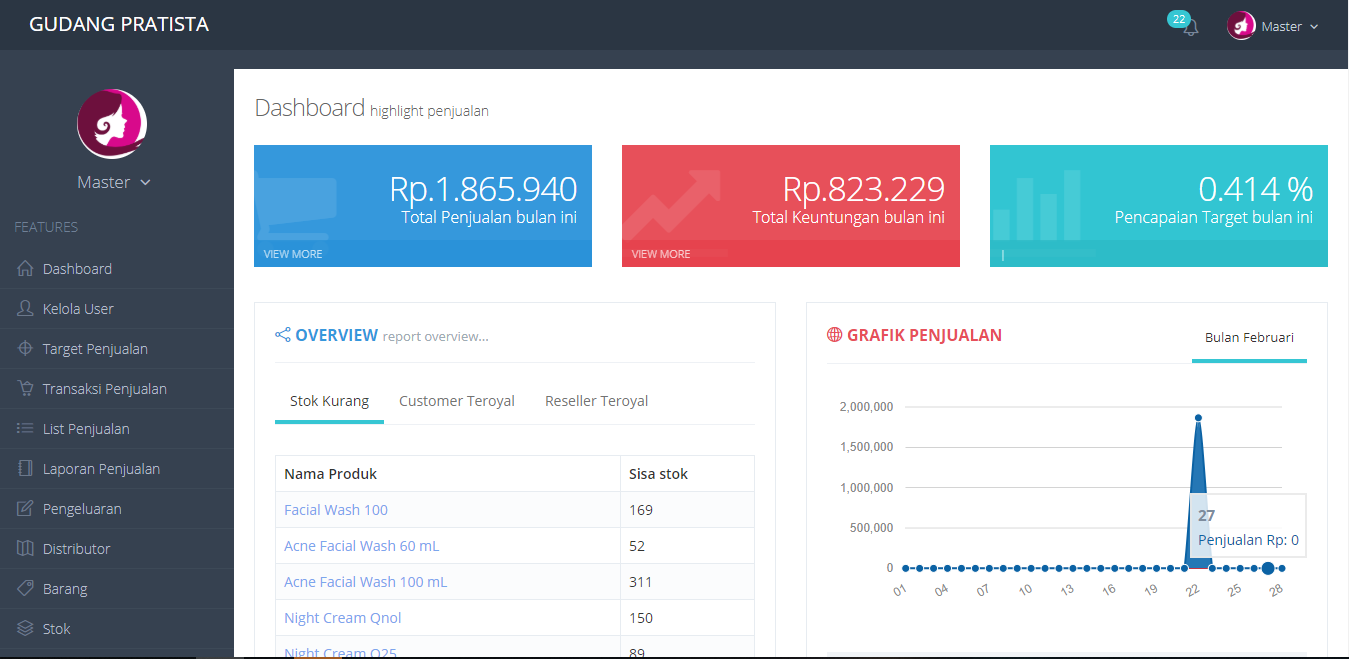 GUDANG PRATISTA
22
Master
Master
FEATURES
Dashboard
Kelola User
Target Penjualan
Transaksi Penjualan
List Penjualan
Laporan Penjualan
Pengeluaran
Distributor
Barang
Stok
Dashboard highlight penjualan
Rp.1.865.940
Total Penjualan bulan ini
VIEW MORE
Rp.823.229
Total Keuntungan bulan ini
VIEW MORE
0.414 %
Pencapaian Target bulan ini
OVERVIEW report overview...
Stok Kurang Customer Teroyal Reseller Teroyal
Nama Produk Sisa stok
Facial Wash 100 169
Acne Facial Wash 60 mL 52
Acne Facial Wash 100 mL 311
Night Cream Qnol 150
Night Cream Q25 89
GRAFIK PENJUALAN
Bulan Februari
2,000,000
1,500,000
1,000,000
500,000
0
27
Penjualan Rp: 0
01 04 07 10 13 16 19 22 25 28